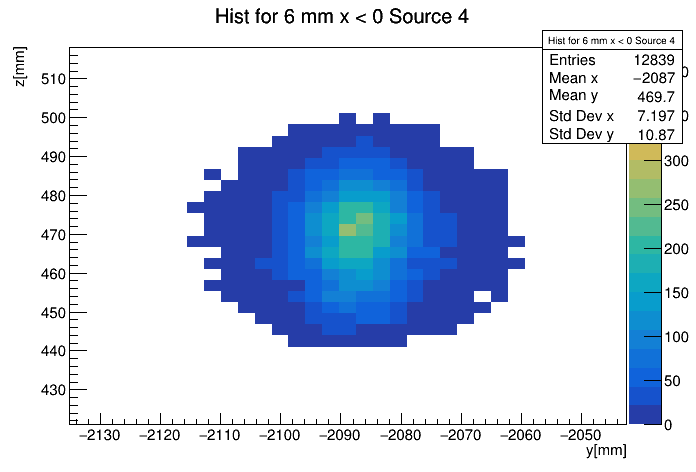 Hist for 6 mm x < 0 Source 4
z[mm]
Hist for 6 mm x < 0 Source 4
Entries 12839
Mean x −2087
Mean y 469.7
Std Dev x 7.197
Std Dev y 10.87
510
500
490
480
470
460
450
440
430
0
0
300
250
200
150
100
50
0
−2130 −2120 −2110 −2100 −2090 −2080 −2070 −2060 −2050
y[mm]